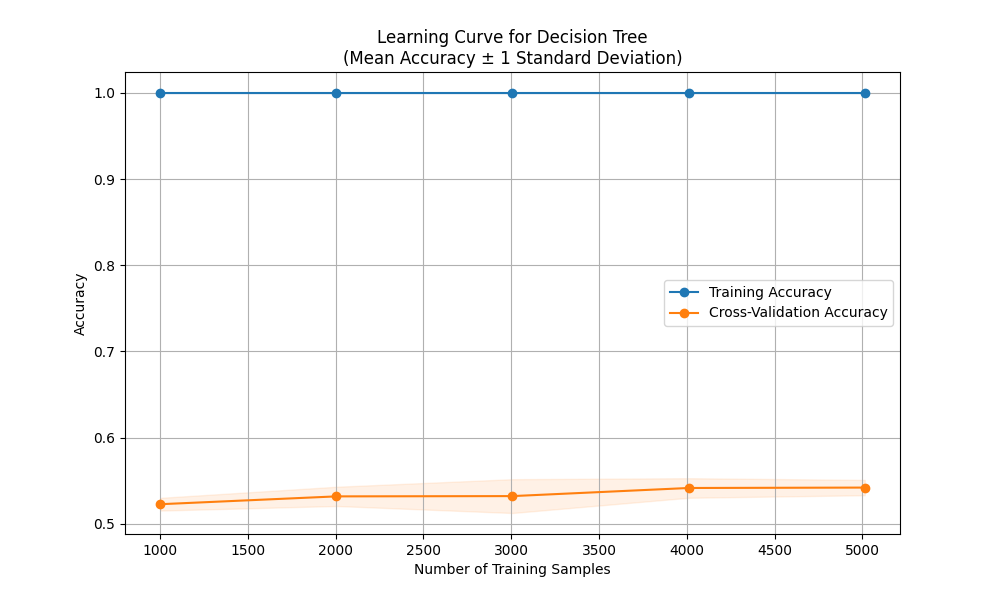 Learning Curve for Decision Tree
(Mean Accuracy ± 1 Standard Deviation)
Accuracy
1.0
0.9
0.8
0.7
0.6
0.5
Training Accuracy
Cross-Validation Accuracy
1000 1500 2000 2500 3000 3500 4000 4500 5000
Number of Training Samples